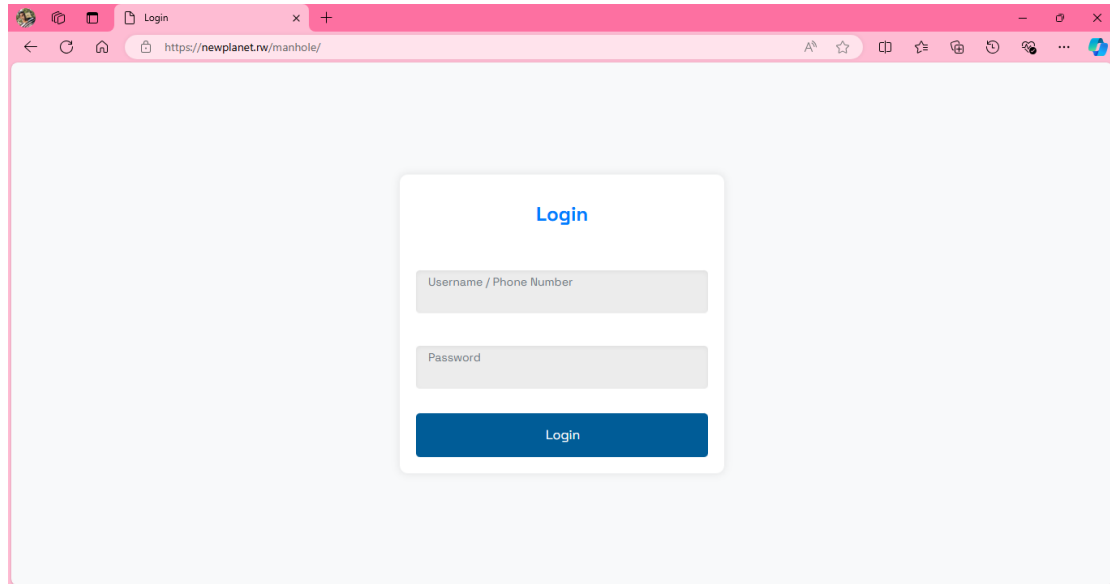 Login
https://newplanet.rw/manhole/
Login
Username / Phone Number
Password
Login